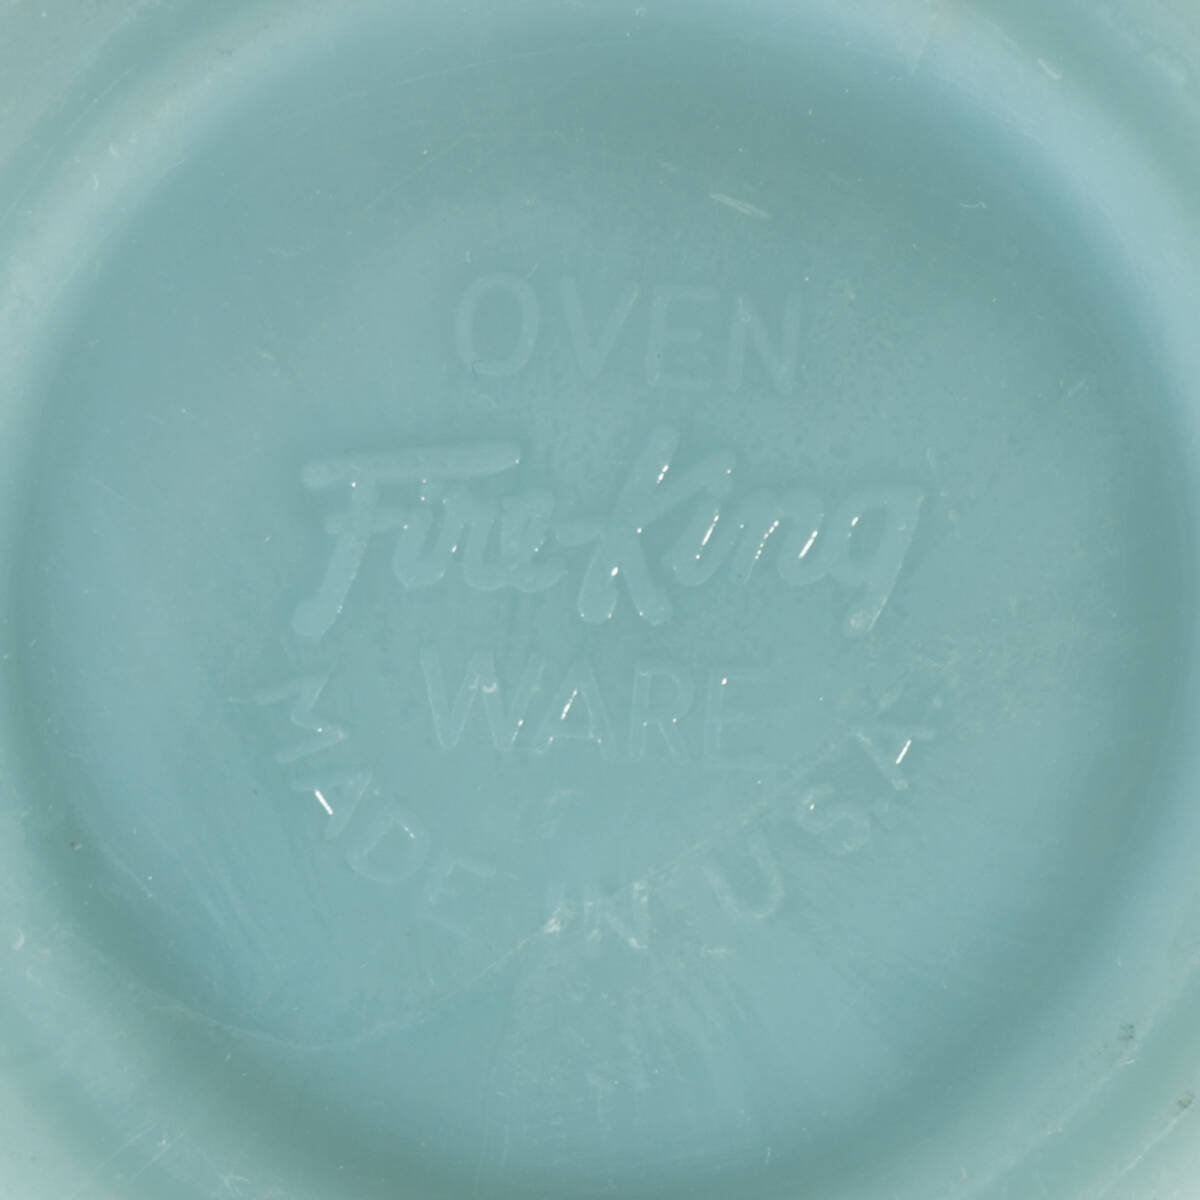 OVEN
Fire-King
WARE
MADE IN U.S.A.